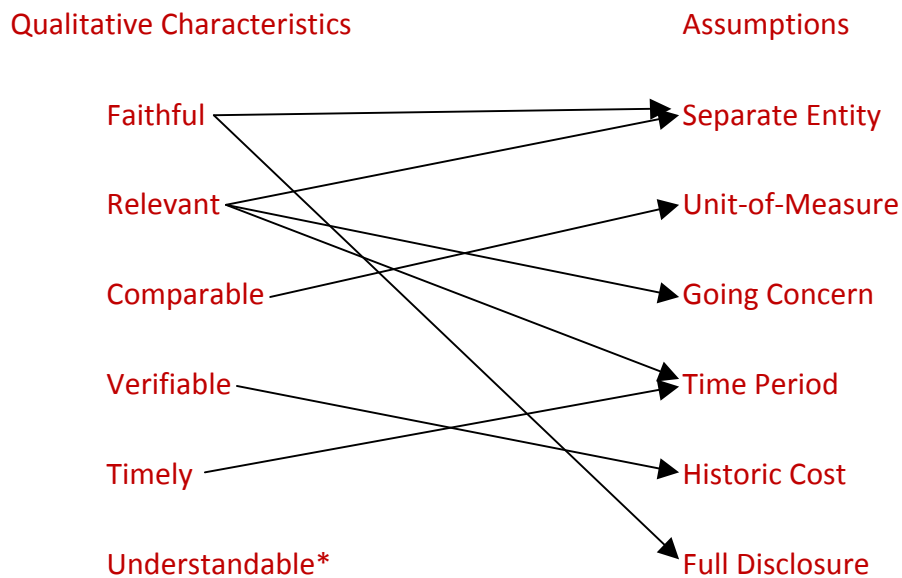 Qualitative Characteristics Assumptions
Faithful Separate Entity
Relevant Unit-of-Measure
Comparable Going Concern
Verifiable Time Period
Timely Historic Cost
Understandable* Full Disclosure